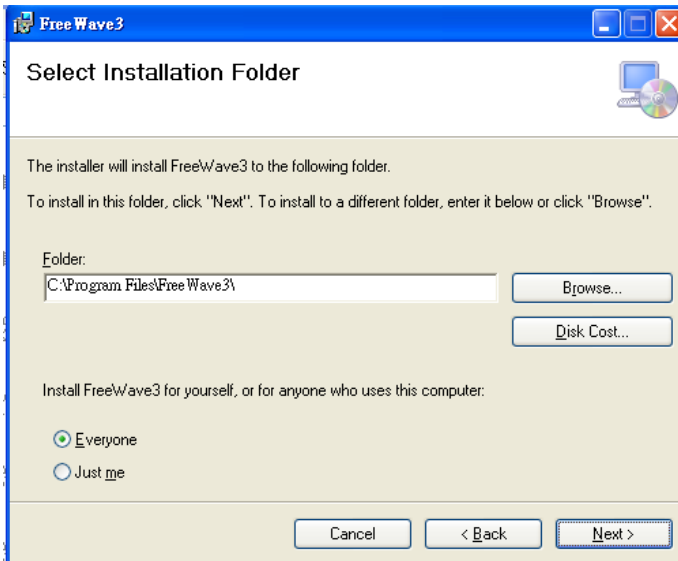 FreeWave3
Select Installation Folder
The installer will install FreeWave3 to the following folder.
To install in this folder, click "Next". To install to a different folder, enter it below or click "Browse".
Folder:
C:\Program Files\FreeWave3\
Browse...
Disk Cost...
Install FreeWave3 for yourself, or for anyone who uses this computer:
Everyone
Just me
Cancel
< Back
Next >